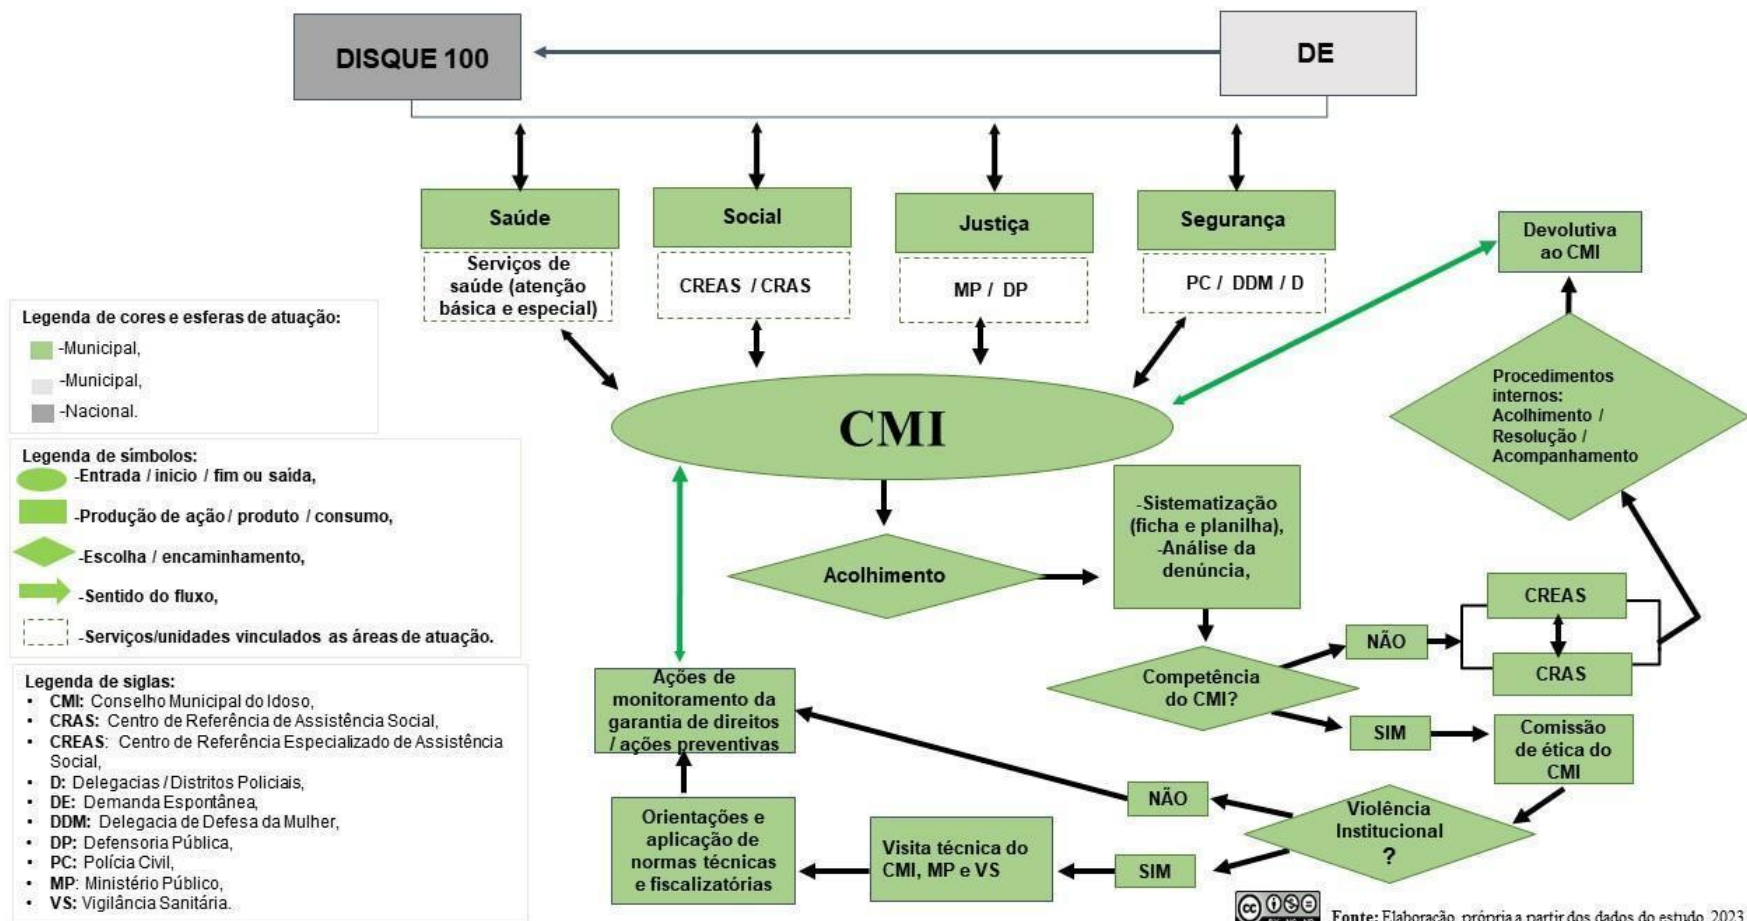 DISQUE 100
DE
Saúde
Social
Justiça
Segurança
Serviços de
saúde (atenção
básica e especial)
CREAS / CRAS
MP / DP
PC / DDM / D
Devolutiva
ao CMI
Legenda de cores e esferas de atuação:
-Municipal,
-Municipal,
-Nacional.
Procedimentos
internos:
Acolhimento /
Resolução /
Acompanhamento
CMI
Legenda de símbolos:
-Entrada / inicio / fim ou saída,
-Produção de ação / produto / consumo,
-Escolha / encaminhamento,
-Sentido do fluxo,
-Serviços/unidades vinculados as áreas de atuação.
-Sistematização
(ficha e planilha),
-Análise da
denúncia,
Acolhimento
CREAS
NÃO
CRAS
Competência
do CMI?
SIM
Comissão
de ética do
CMI
Ações de
monitoramento da
garantia de direitos
/ ações preventivas
Legenda de siglas:
• CMI: Conselho Municipal do Idoso,
• CRAS: Centro de Referência de Assistência Social,
• CREAS: Centro de Referência Especializado de Assistência
Social,
• D: Delegacias / Distritos Policiais,
• DE: Demanda Espontânea,
• DDM: Delegacia de Defesa da Mulher,
• DP: Defensoria Pública,
• PC: Polícia Civil,
• MP: Ministério Público,
• VS: Vigilância Sanitária.
NÃO
Violência
Institucional
?
Orientações e
aplicação de
normas técnicas
e fiscalizatórias
Visita técnica do
CMI, MP e VS
SIM
cc
Fonte: Elaboração própria a partir dos dados do estudo, 2023